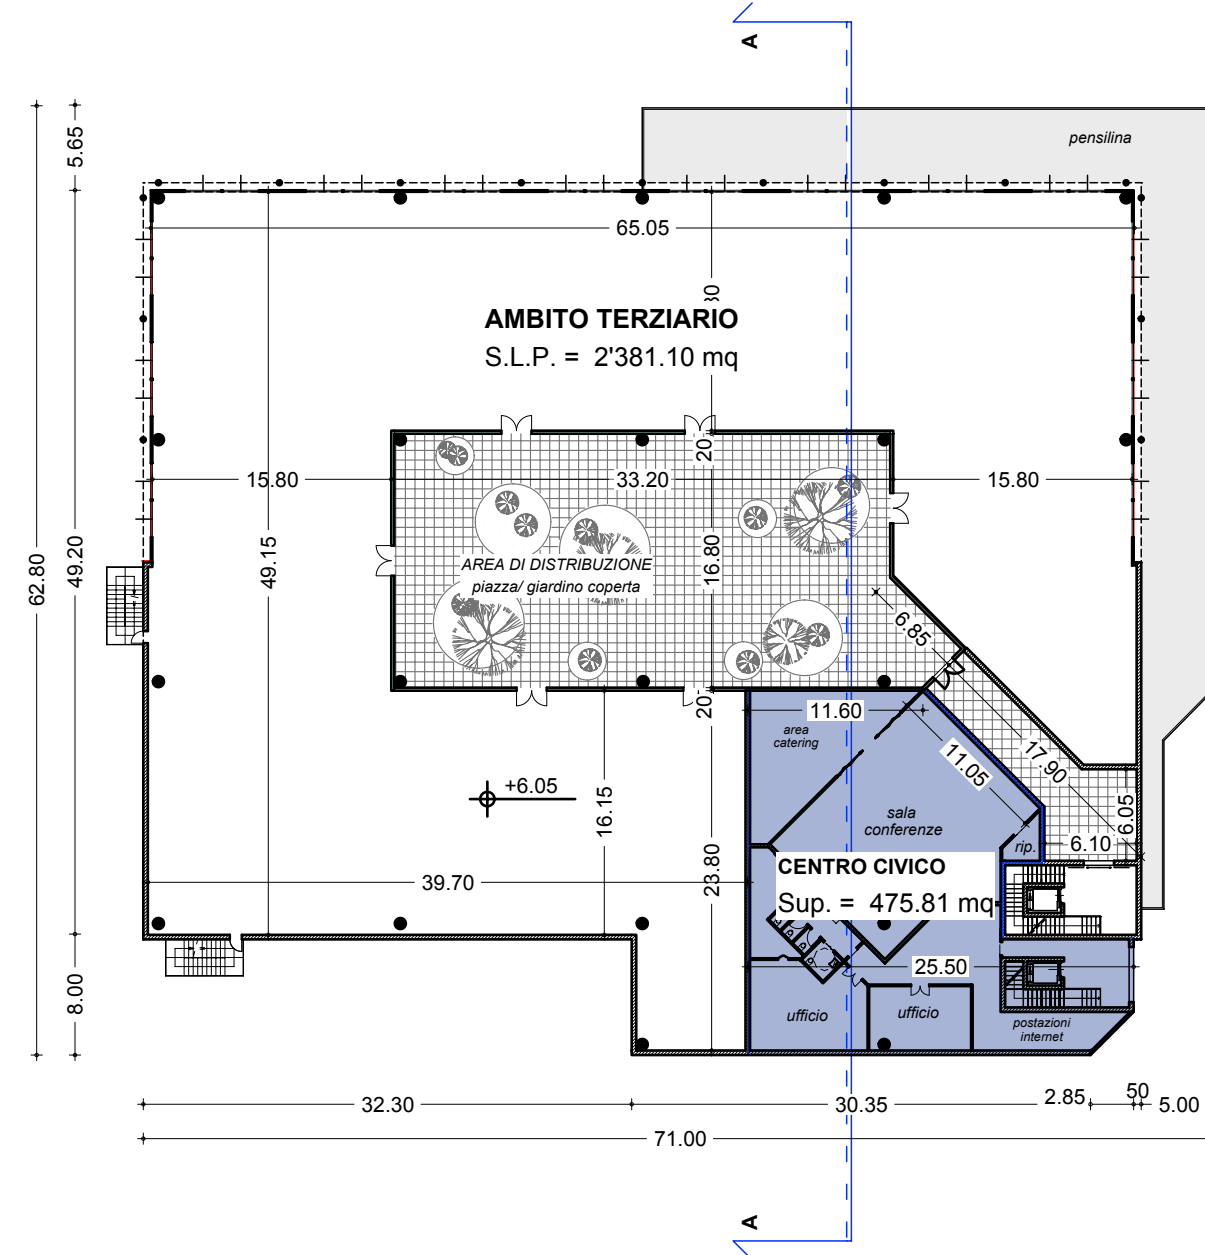 A
pensilina
5.65
65.05
AMBITO TERZIARIO
S.L.P. = 2'381.10 mq
20
15.80
33.20
15.80
62.80
49.20
49.15
16.80
AREA DI DISTRIBUZIONE
piazza/ giardino coperta
6.85
20
11.60
area
catering
11.05
17.90
+6.05
16.15
sala
conferenze
6.05
rip.
6.10
CENTRO CIVICO
Sup. = 475.81 mq
39.70
23.80
25.50
8.00
ufficio
ufficio
postazioni
internet
32.30
30.35
2.85
50
5.00
71.00
A